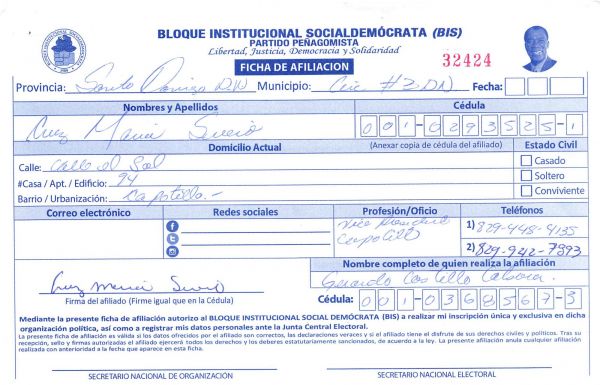 BLOQUE INSTITUCIONAL SOCIALDEMÓCRATA (BIS)
PARTIDO PEÑAGOMISTA
Libertad, Justicia, Democracia y Solidaridad
32424
FICHA DE AFILIACION
Provincia: Santo Domingo D.N Municipio: Circ #3 DN Fecha:
Nombres y Apellidos Cédula
Cruz Maria 001-0293525-1
Domicilio Actual (Anexar copia de cédula del afiliado) Estado Civil
Calle: Calle el Sol Casado
#Casa / Apt. / Edificio: 94 Soltero
Barrio / Urbanización: Capotillo.- Conviviente
Correo electrónico Redes sociales Profesión/Oficio Teléfonos
Vice Presidente 1) 829-448-4135
Capotillo 2) 829-942-7893
Nombre completo de quien realiza la afiliación
Cruz Maria Gerardo Castillo
Firma del afiliado (Firme igual que en la Cédula) Cédula: 001-0368567-3
Mediante la presente ficha de afiliación autorizo al BLOQUE INSTITUCIONAL SOCIAL DEMÓCRATA (BIS) a realizar mi inscripción única y exclusiva en dicha
organización política, así como a registrar mis datos personales ante la Junta Central Electoral.
La presente ficha de afiliación es válida si los datos ofrecidos por el afiliado son correctos, las declaraciones veraces y si el afiliado tiene el disfrute de sus derechos civiles y políticos. Tras su
recepción, sello y firmas autorizadas el afiliado ejercerá todos los derechos y los deberes estatutariamente sancionados, de acuerdo a la ley. La presente afiliación anula cualquier afiliación
realizada con anterioridad a la fecha que aparece en esta ficha.
SECRETARIO NACIONAL DE ORGANIZACIÓN SECRETARIO NACIONAL ELECTORAL